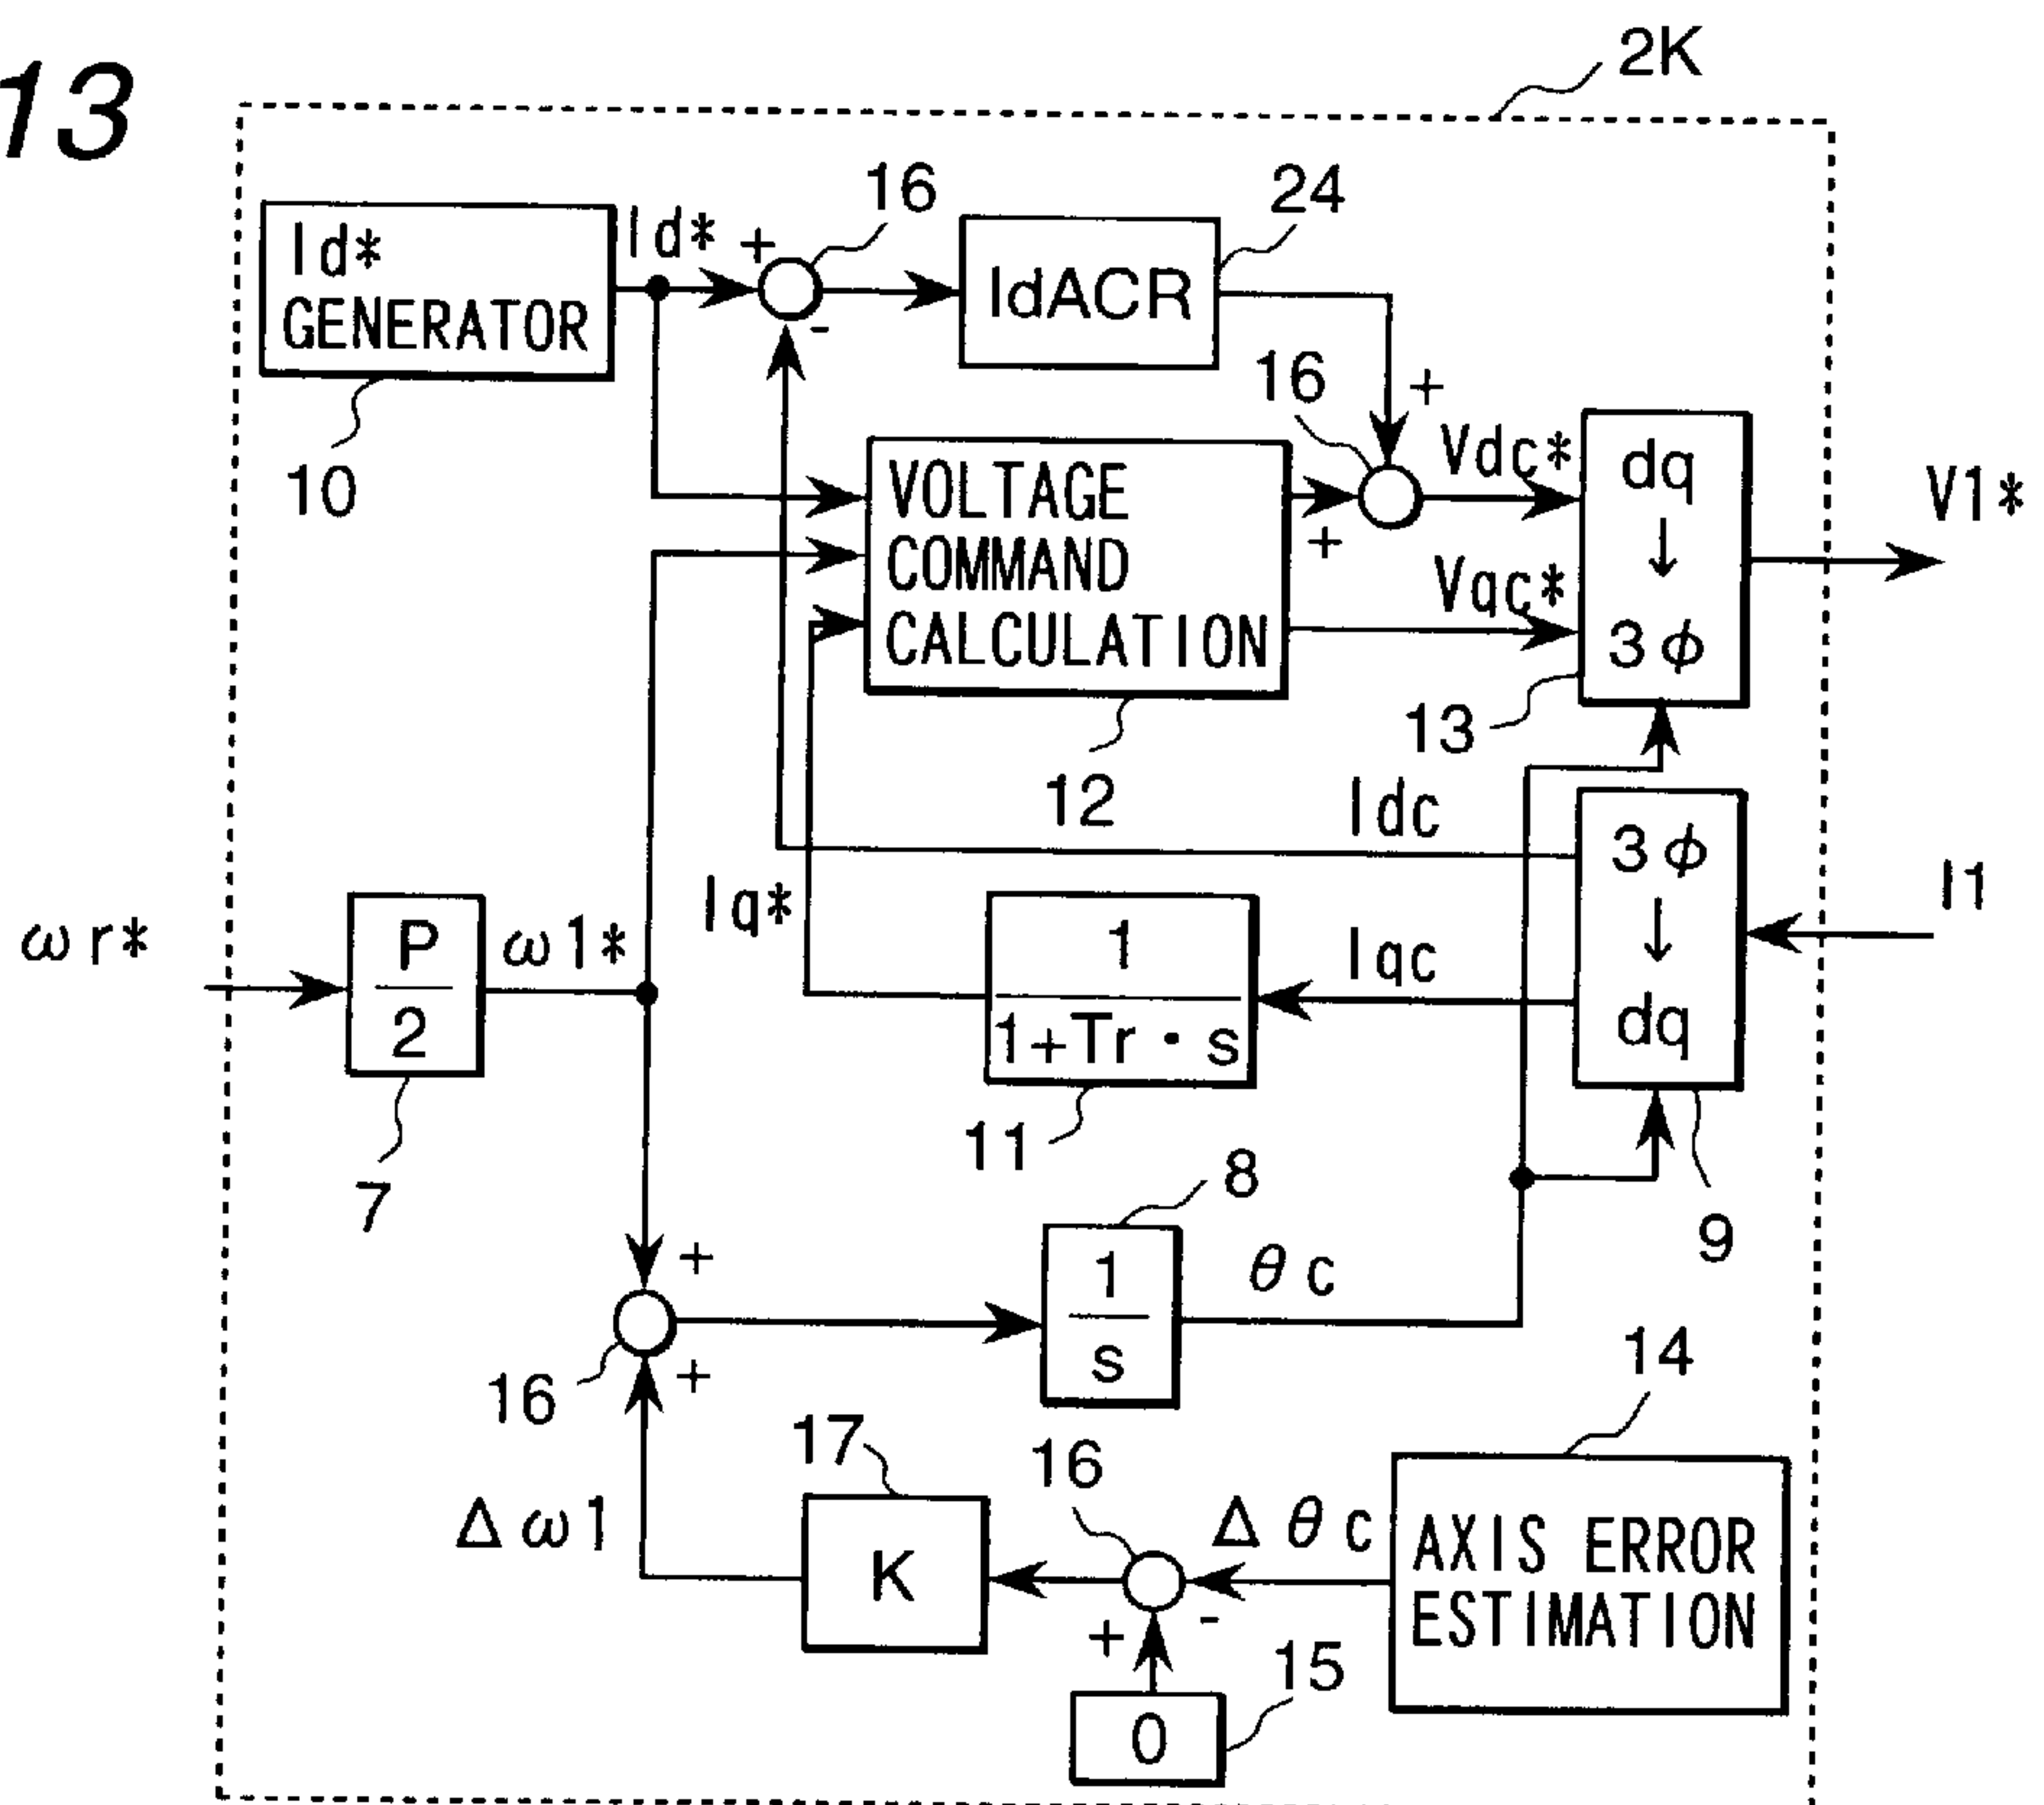 13
2K
16
24
Id*
GENERATOR
Id*
+
-
IdACR
10
16
+
+
VOLTAGE
COMMAND
CALCULATION
Vdc*
Vqc*
dq
↓
3φ
V1*
13
12
Idc
3φ
↓
dq
I1
ωr*
P
2
ω1*
Iq*
1
1+Tr・s
Iqc
7
11
8
9
+
+
16
1
s
θc
14
17
16
Δω1
K
Δθc
AXIS ERROR
ESTIMATION
+
-
15
0